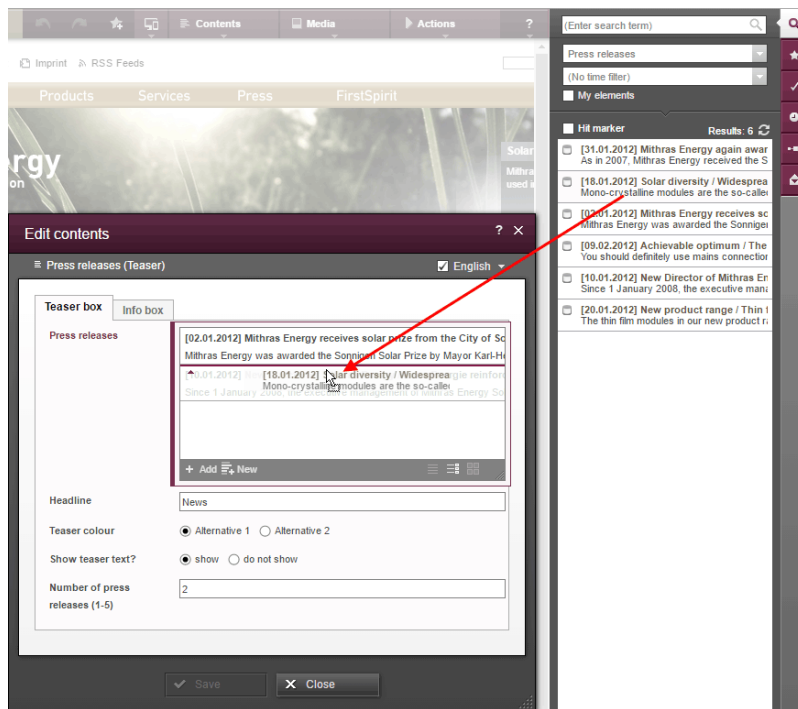 Contents
Media
Actions
?
Imprint
RSS Feeds
Products
Services
Press
FirstSpirit
rgy
on
Solar
Mithra
used i
(Enter search term)
Press releases
(No time filter)
My elements
Hit marker
Results: 6
[31.01.2012] Mithras Energy again awar
As in 2007, Mithras Energy received the S
[18.01.2012] Solar diversity / Widesprea
Mono-crystalline modules are the so-called
[02.01.2012] Mithras Energy receives so
Mithras Energy was awarded the Sonniger
[09.02.2012] Achievable optimum / The
You should definitely use mains connection
[10.01.2012] New Director of Mithras En
Since 1 January 2008, the executive mana
[20.01.2012] New product range / Thin f
The thin film modules in our new product ra
Edit contents
? X
Press releases (Teaser)
English
Teaser box
Info box
Press releases
[02.01.2012] Mithras Energy receives solar prize from the City of So
Mithras Energy was awarded the Sonnigen Solar Prize by Mayor Karl-He
[18.01.2012] Solar diversity / Widesprea
Mono-crystalline modules are the so-called
Since 1 January 2008, the executive management of Mithras Energy So
+ Add
New
Headline
News
Teaser colour
Alternative 1
Alternative 2
Show teaser text?
show
do not show
Number of press
releases (1-5)
2
Save
X Close